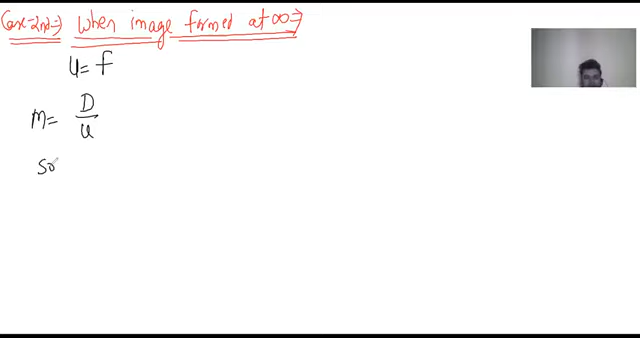 Case-2nd⇒ When image formed at ∞⇒
u = f
M = D/u
so